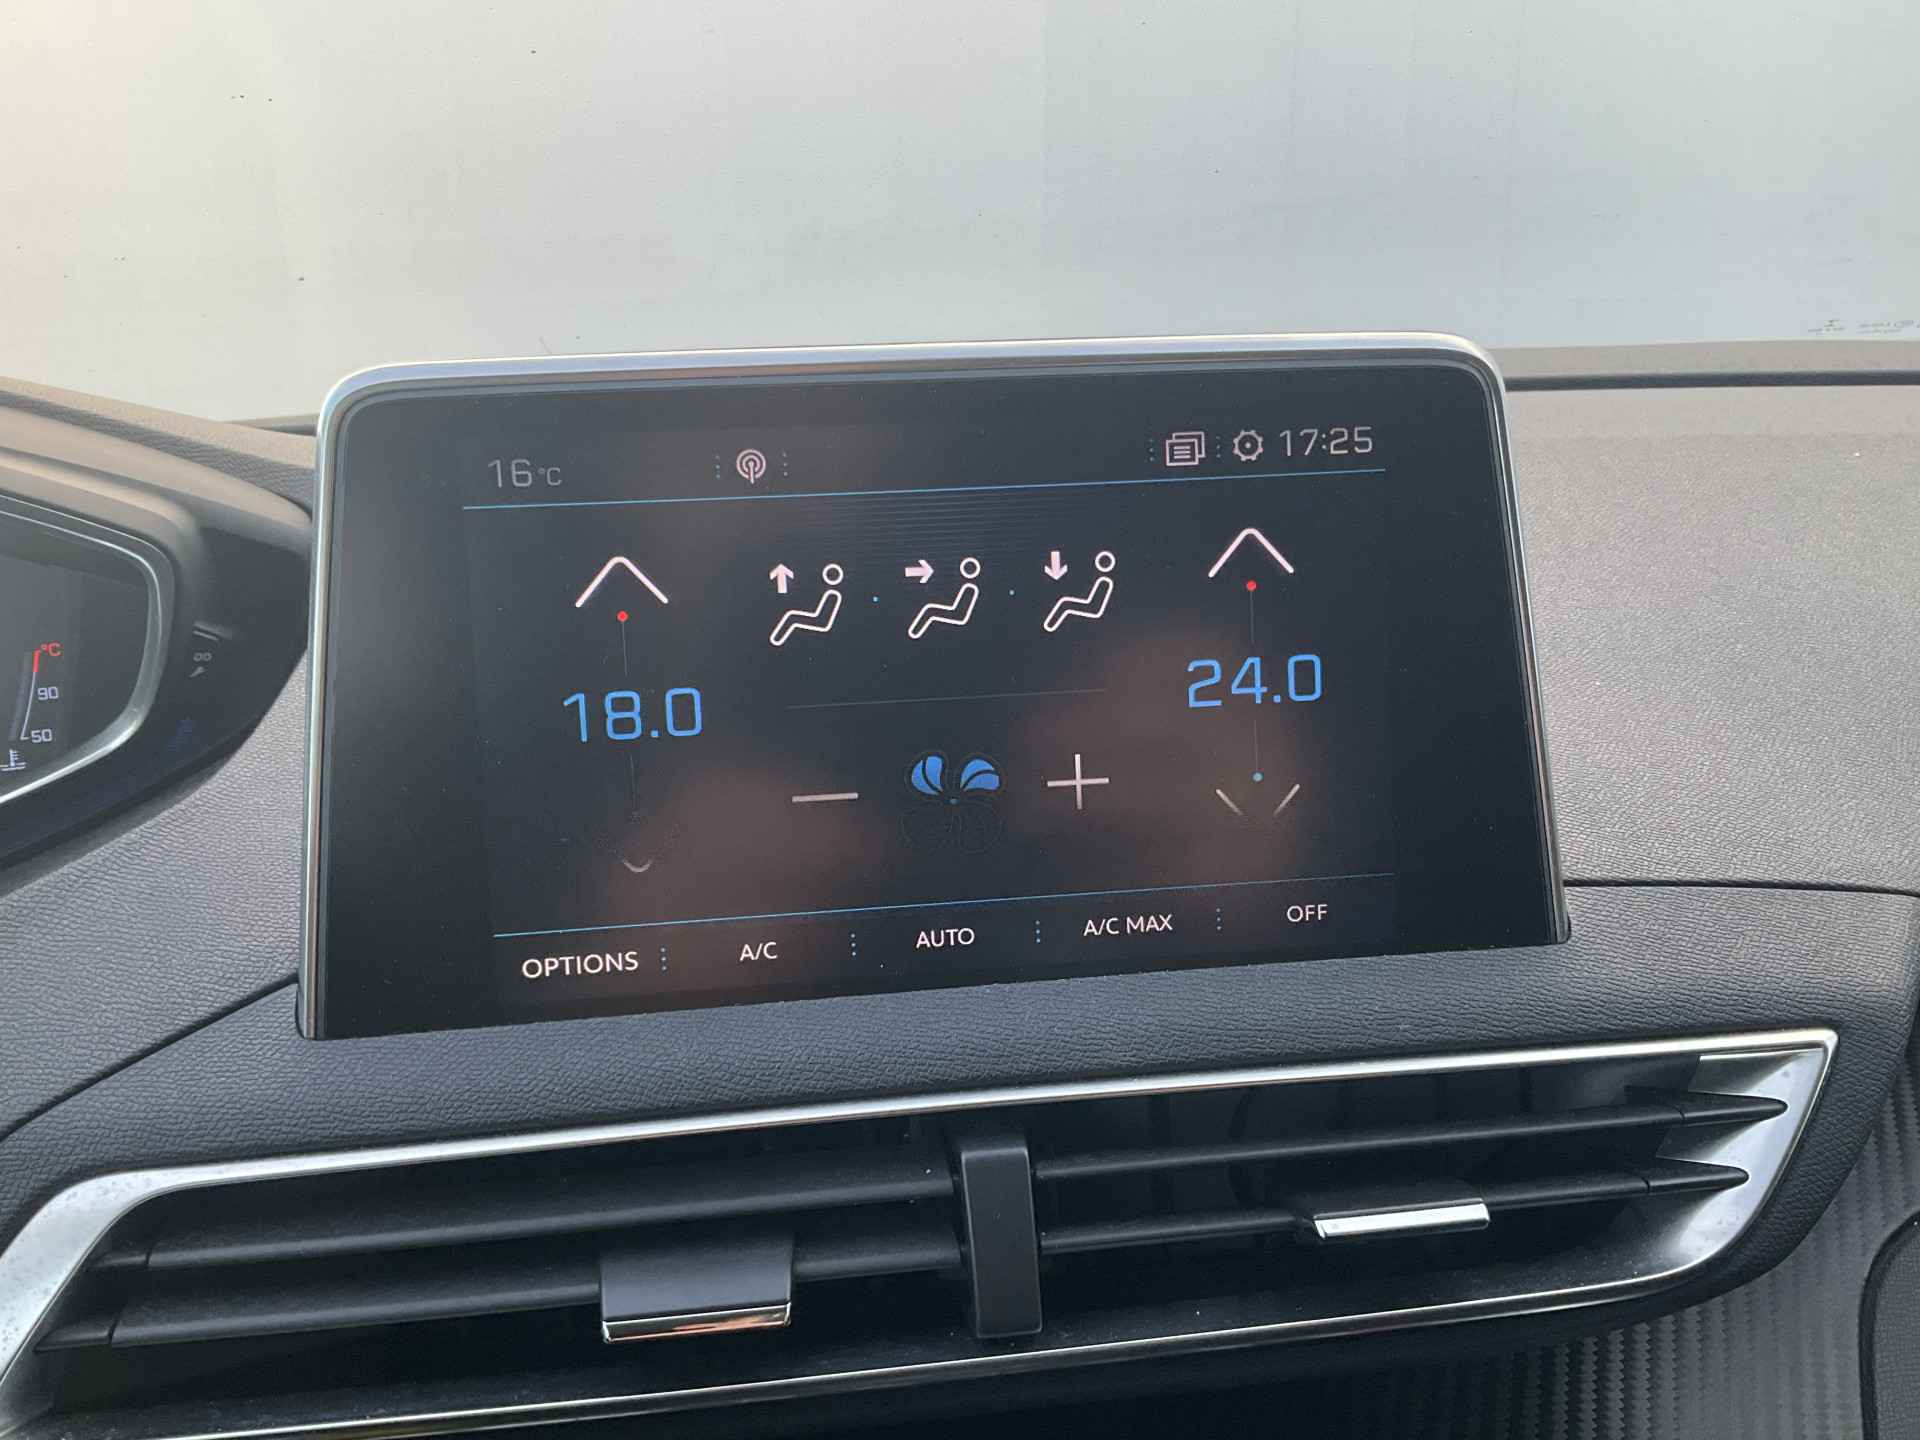 16 °C
17:25
18.0
24.0
OPTIONS
A/C
AUTO
A/C MAX
OFF
°C
90
50